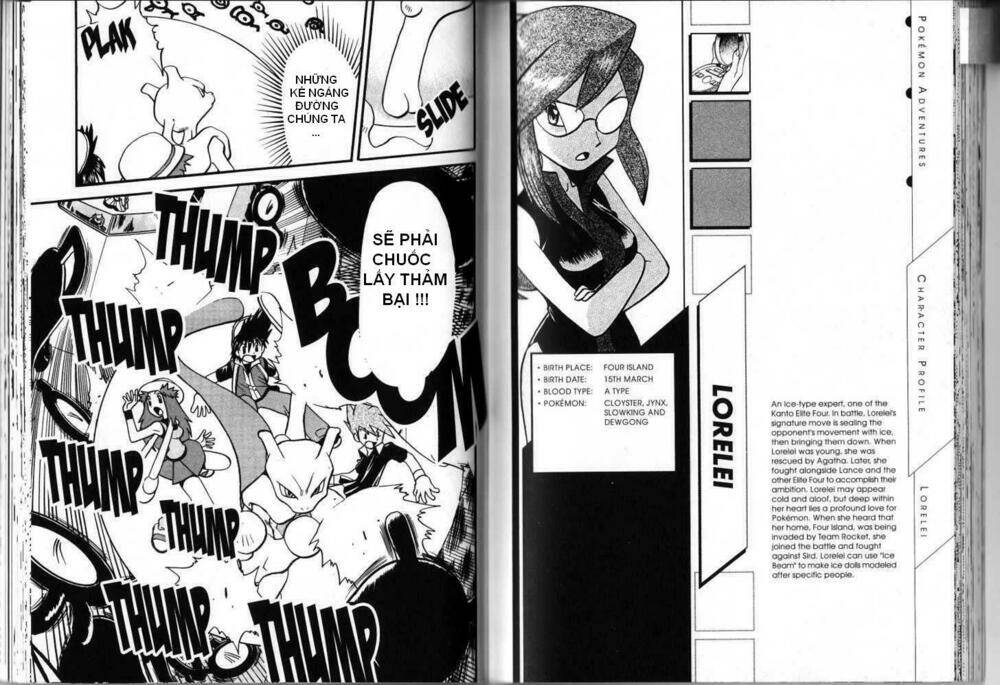 PLAK
NHỮNG
KẺ NGÁNG
ĐƯỜNG
CHÚNG TA
...
SLIDE
SẼ PHẢI
CHUỐC
LẤY THẢM
BẠI !!!
THUMP
BOOM
THUMP
THUMP
THUMP
THUMP
THUMP
• BIRTH PLACE: FOUR ISLAND
• BIRTH DATE: 15TH MARCH
• BLOOD TYPE: A TYPE
• POKÉMON: CLOYSTER, JYNX,
SLOWKING AND
DEWGONG
LORELEI
An Ice-type expert, one of the
Kanto Elite Four. In battle, Lorelei's
signature move is sealing the
opponent's movement with ice,
then bringing them down. When
Lorelei was young, she was
rescued by Agatha. Later, she
fought alongside Lance and the
other Elite Four to accomplish their
ambition. Lorelei may appear
cold and aloof, but deep within
her heart lies a profound love for
Pokémon. When she heard that
her home, Four Island, was being
invaded by Team Rocket, she
joined the battle and fought
against Sird. Lorelei can use "Ice
Beam" to make ice dolls modeled
after specific people.
POKÉMON ADVENTURES
CHARACTER PROFILE
LORELEI